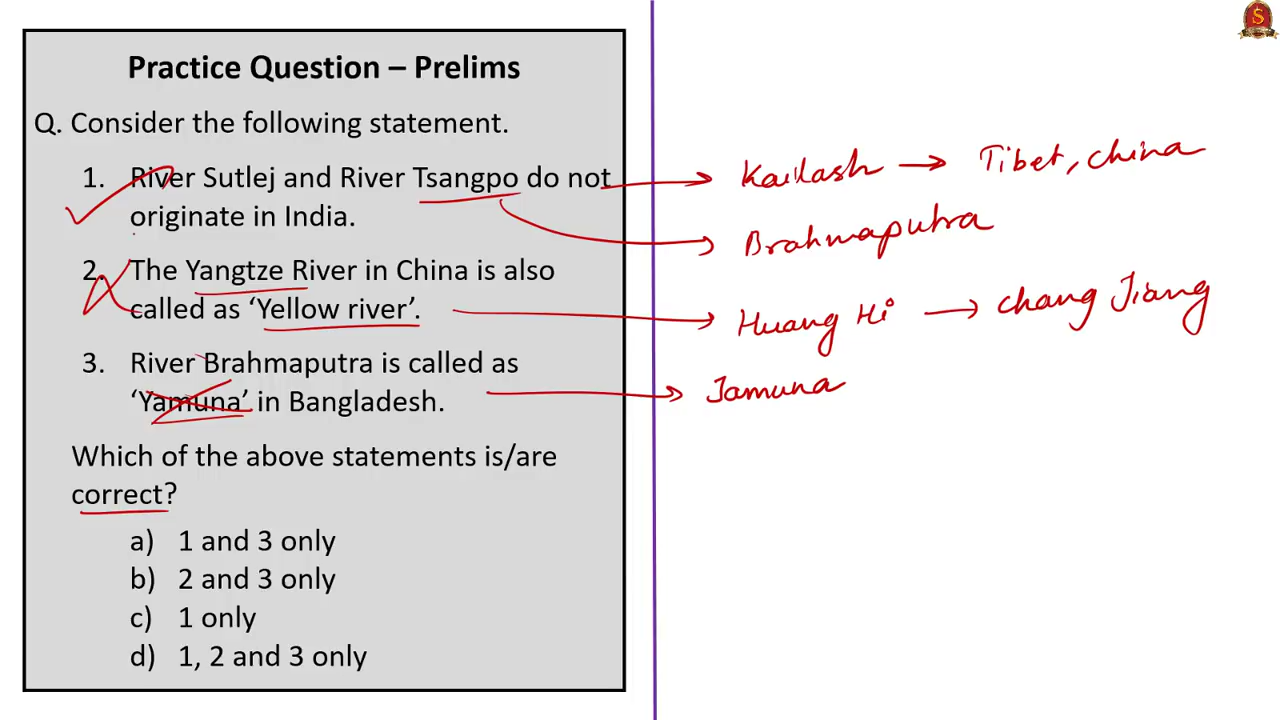 Practice Question – Prelims
Q. Consider the following statement.
1. River Sutlej and River Tsangpo do not
originate in India.
2. The Yangtze River in China is also
called as ‘Yellow river’.
3. River Brahmaputra is called as
‘Yamuna’ in Bangladesh.
Which of the above statements is/are
correct?
a) 1 and 3 only
b) 2 and 3 only
c) 1 only
d) 1, 2 and 3 only
S
Kailash → Tibet, china
Brahmaputra
Huang Hi → chang Jiang
Jamuna